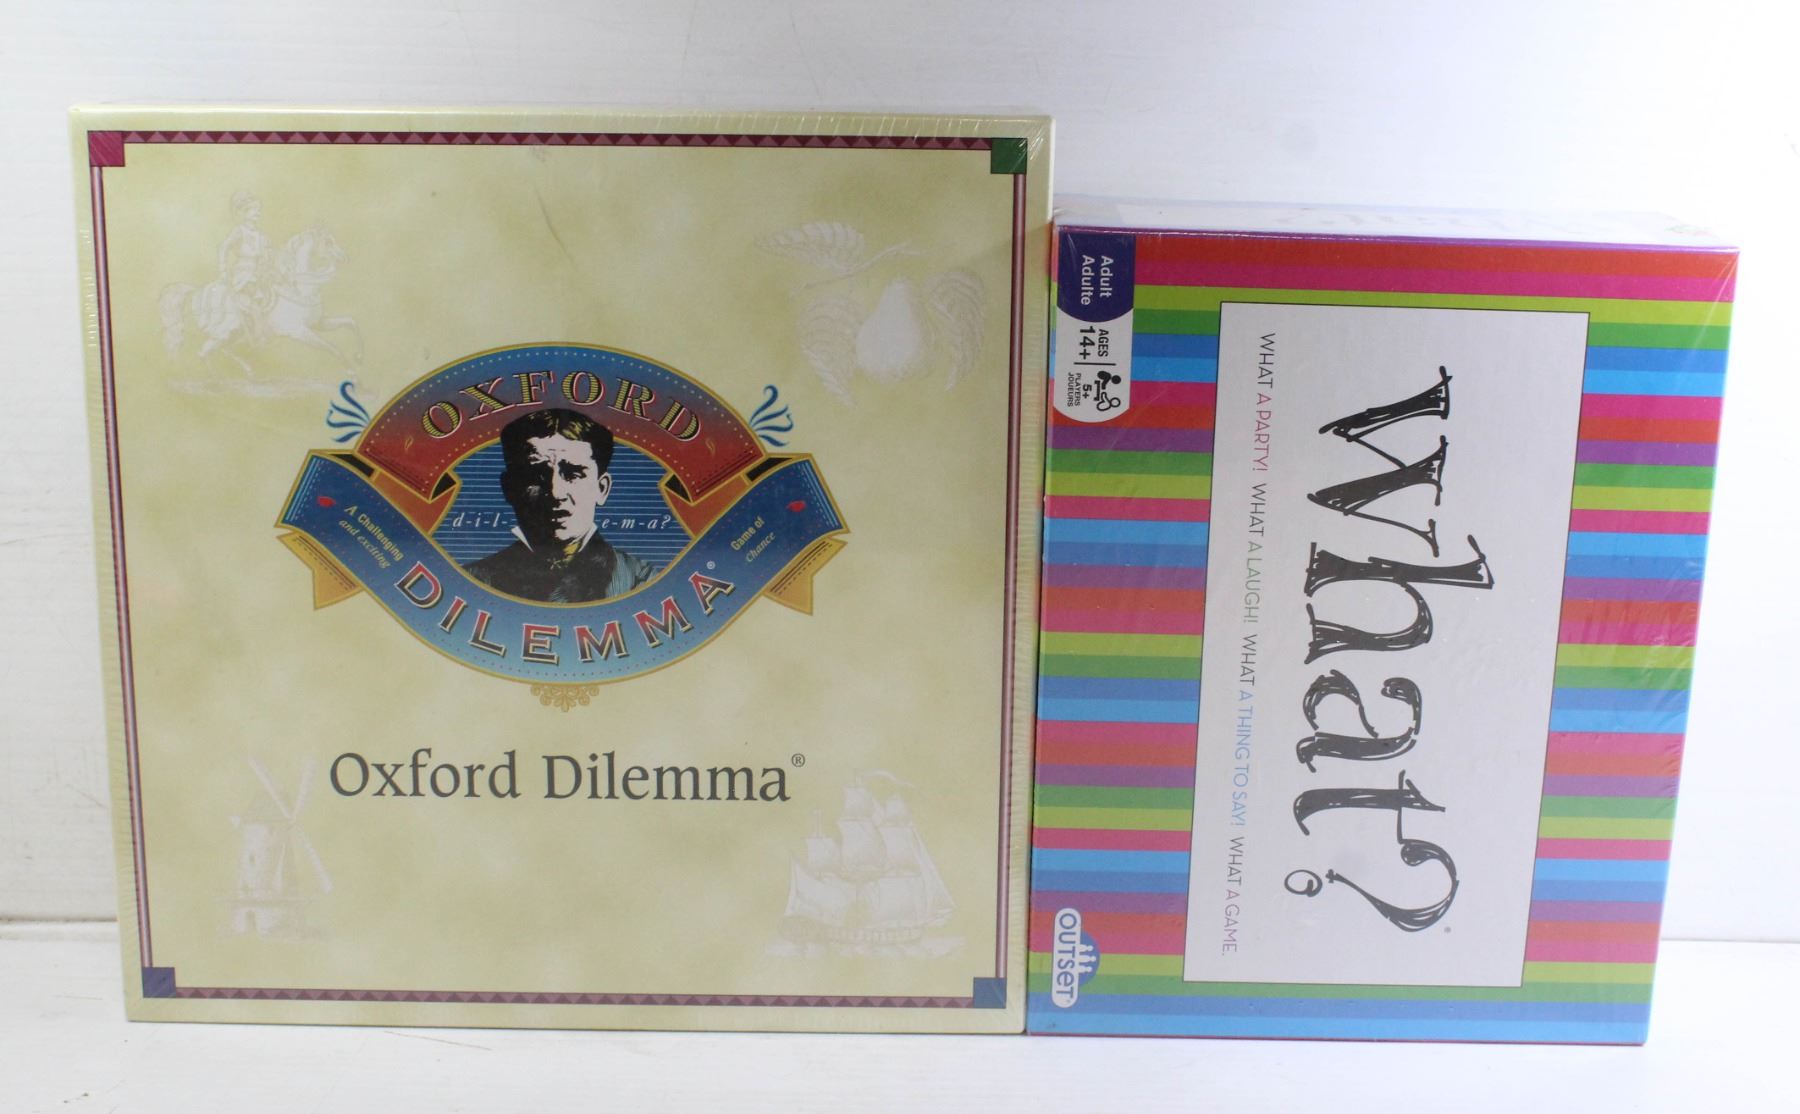 OXFORD
d-i-l-
e-m-a?
A Challenging
and exciting
Game of
Chance
DILEMMA®
Oxford Dilemma®
Adult
Adulte
AGES
14+
5+
PLAYERS
JOUEURS
What?®
WHAT A PARTY! WHAT A LAUGH! WHAT A THING TO SAY! WHAT A GAME.
OUTSET